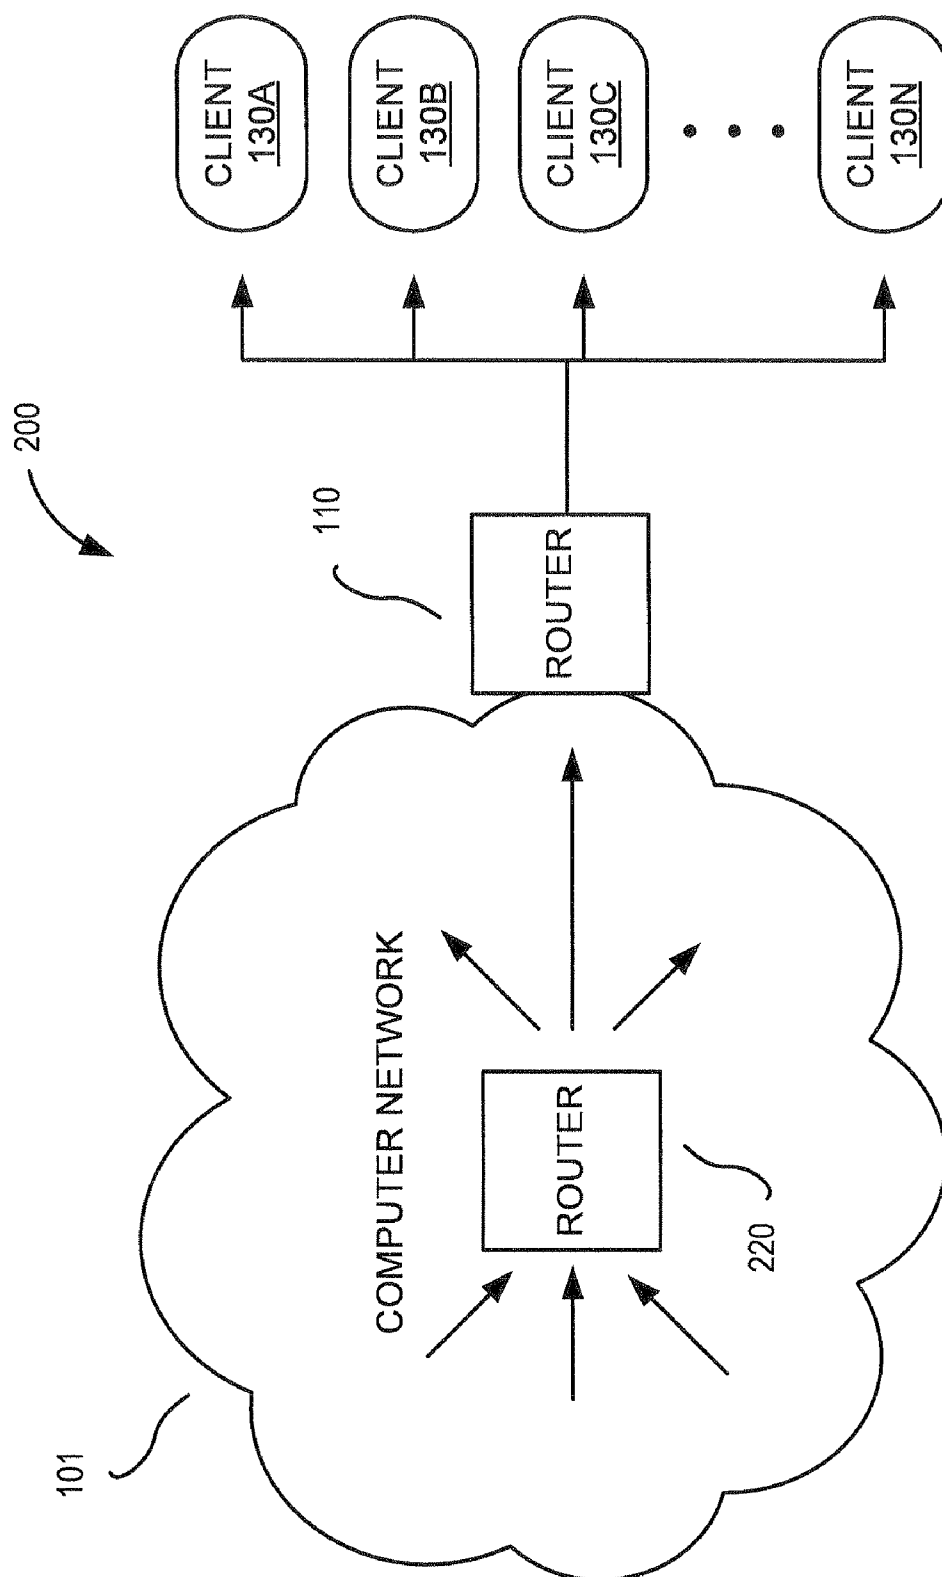 200
101
COMPUTER NETWORK
ROUTER
220
ROUTER
110
CLIENT
130A
CLIENT
130B
CLIENT
130C
CLIENT
130N